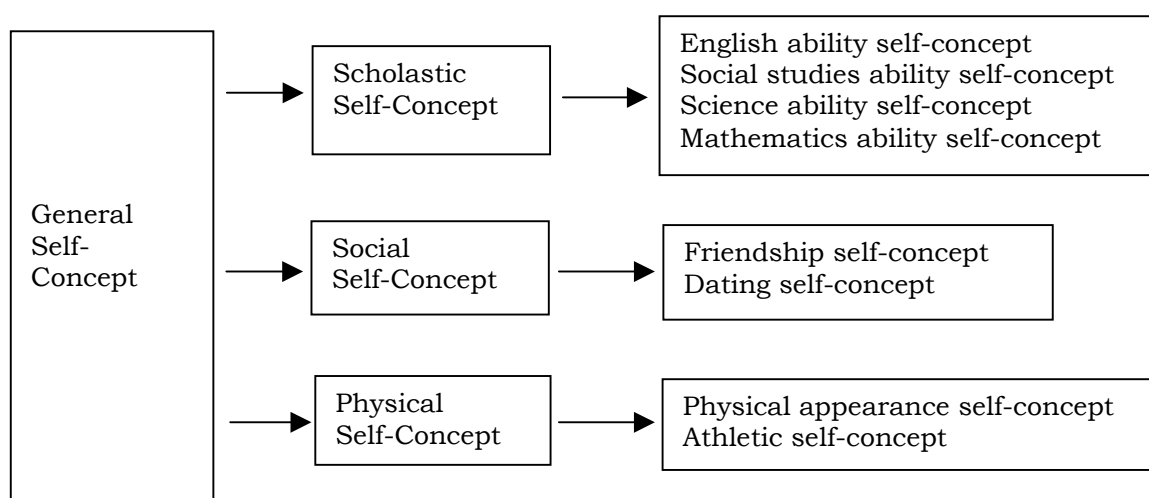 General
Self-
Concept
Scholastic
Self-Concept
English ability self-concept
Social studies ability self-concept
Science ability self-concept
Mathematics ability self-concept
Social
Self-Concept
Friendship self-concept
Dating self-concept
Physical
Self-Concept
Physical appearance self-concept
Athletic self-concept